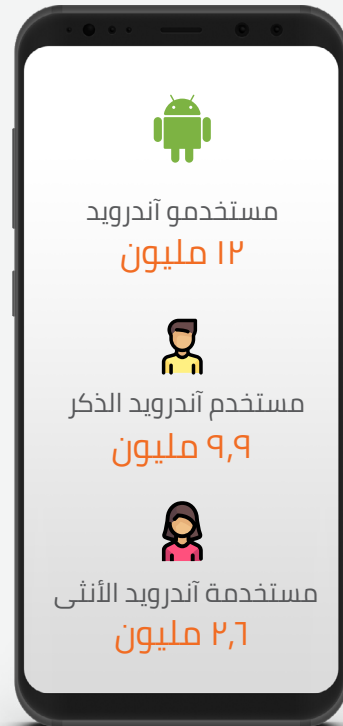 مستخدمو آندرويد
١٢ مليون
مستخدم آندرويد الذكر
٩,٩ مليون
مستخدمة آندرويد الأنثى
٢,٦ مليون